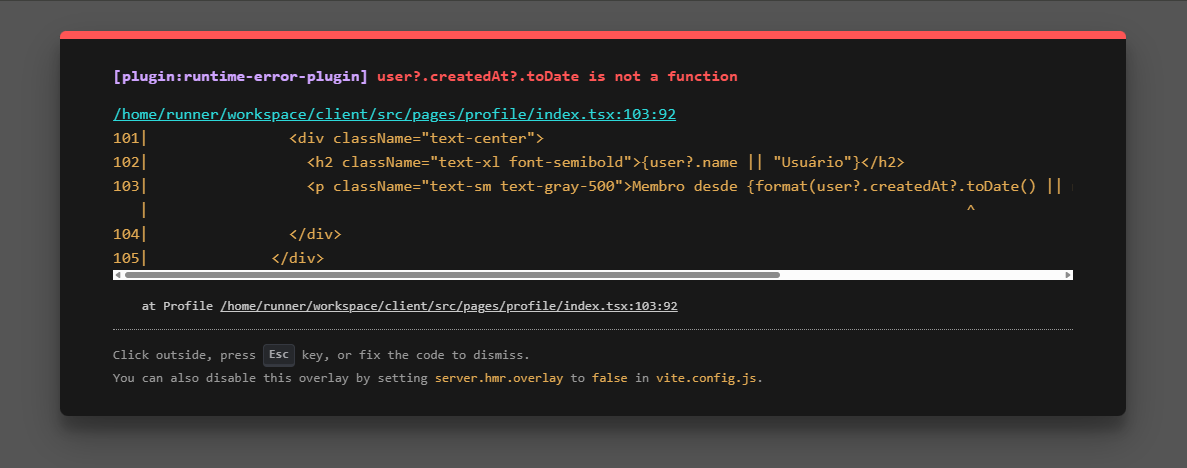 [plugin:runtime-error-plugin] user?.createdAt?.toDate is not a function
/home/runner/workspace/client/src/pages/profile/index.tsx:103:92
101|                <div className="text-center">
102|                  <h2 className="text-xl font-semibold">{user?.name || "Usuário"}</h2>
103|                  <p className="text-sm text-gray-500">Membro desde {format(user?.createdAt?.toDate() ||
|                                                                                            ^
104|                </div>
105|              </div>
at Profile /home/runner/workspace/client/src/pages/profile/index.tsx:103:92
Click outside, press Esc key, or fix the code to dismiss.
You can also disable this overlay by setting server.hmr.overlay to false in vite.config.js.